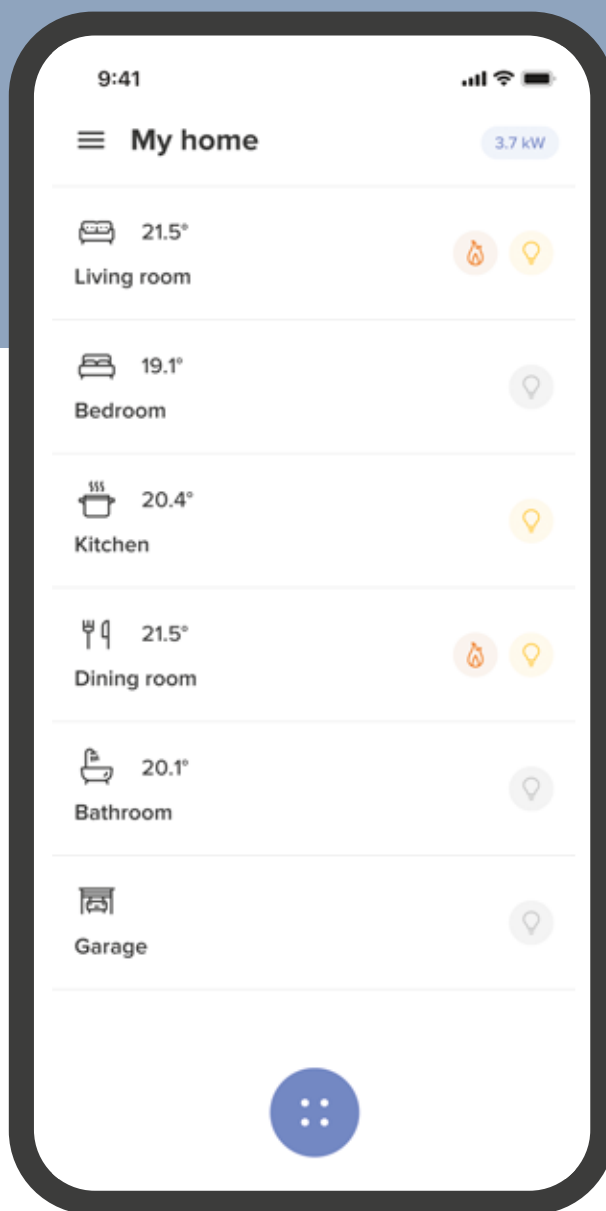 9:41
My home
3.7 kW
21.5°
Living room
19.1°
Bedroom
20.4°
Kitchen
21.5°
Dining room
20.1°
Bathroom
Garage